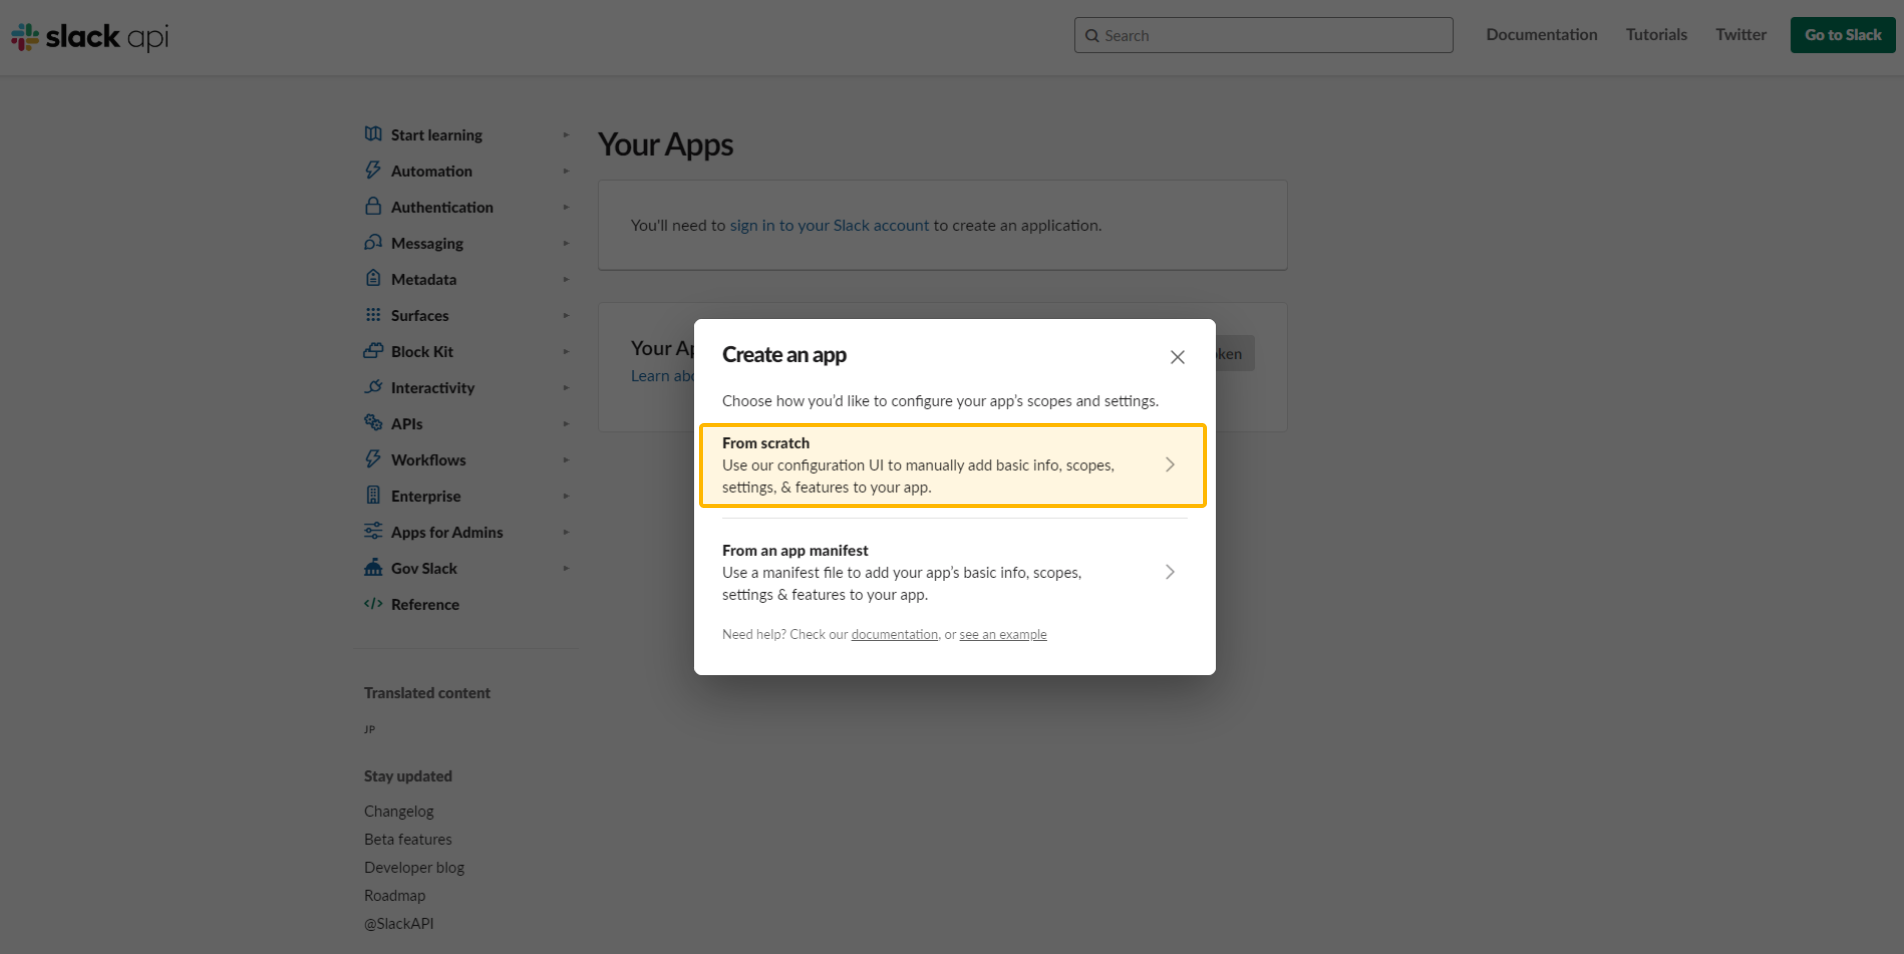 slack api
Search
Documentation
Tutorials
Twitter
Go to Slack
Start learning
Automation
Authentication
Messaging
Metadata
Surfaces
Block Kit
Interactivity
APIs
Workflows
Enterprise
Apps for Admins
Gov Slack
Reference
Translated content
JP
Stay updated
Changelog
Beta features
Developer blog
Roadmap
@SlackAPI
Your Apps
You'll need to sign in to your Slack account to create an application.
Your
Learn
Create an app
Choose how you’d like to configure your app’s scopes and settings.
From scratch
Use our configuration UI to manually add basic info, scopes,
settings, & features to your app.
From an app manifest
Use a manifest file to add your app’s basic info, scopes,
settings & features to your app.
Need help? Check our documentation, or see an example